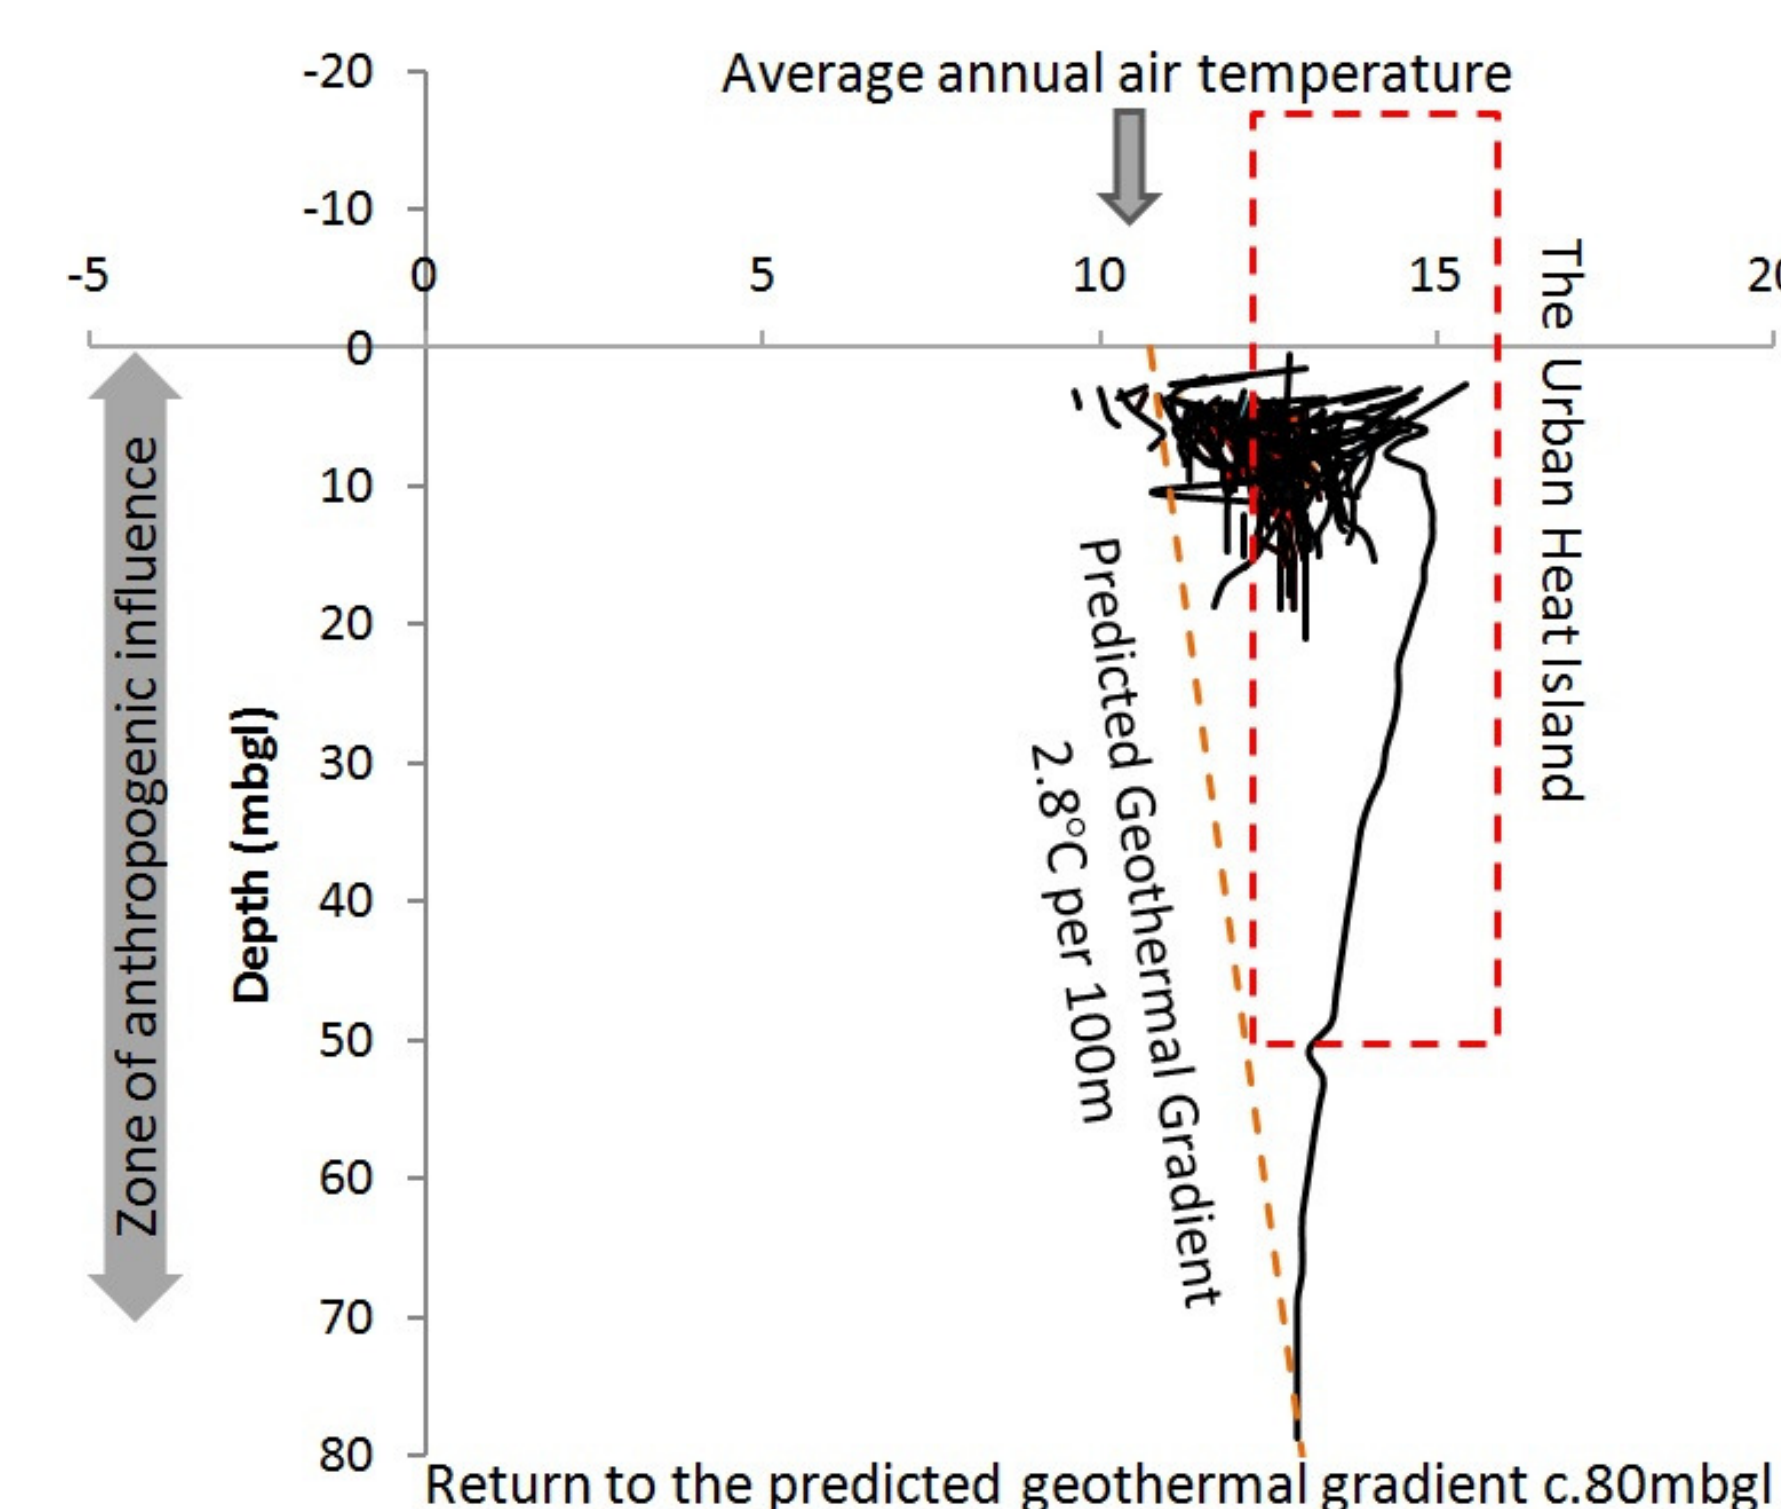 Average annual air temperature
-20
-10
-5
0
5
10
15
20
0
10
20
30
40
50
60
70
80
Zone of anthropogenic influence
Depth (mbgl)
Predicted Geothermal Gradient
2.8°C per 100m
The Urban Heat Island
Return to the predicted geothermal gradient c.80mbgl